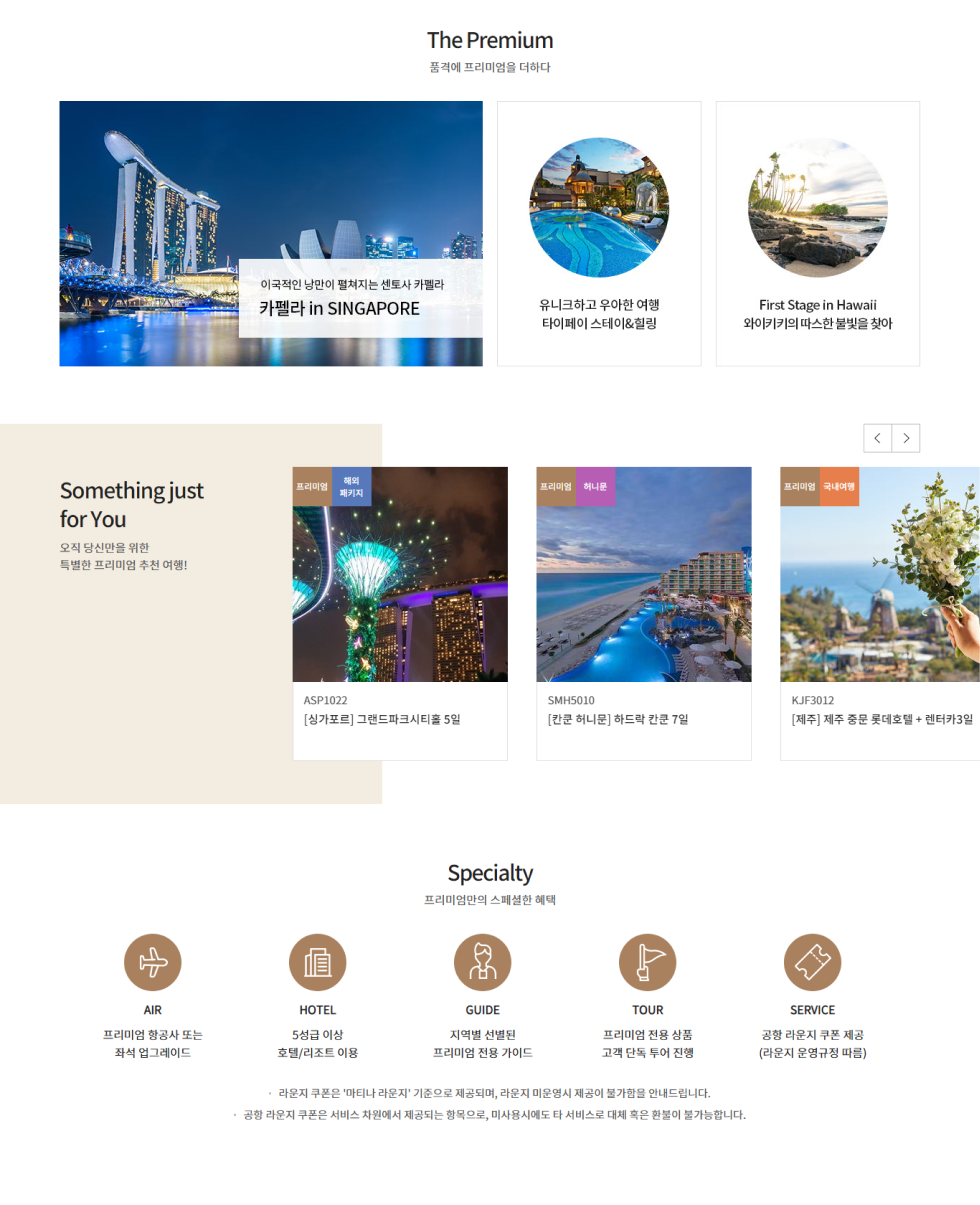 The Premium
품격에 프리미엄을 더하다
이국적인 낭만이 펼쳐지는 센토사 카펠라
카펠라 in SINGAPORE
유니크하고 우아한 여행
타이페이 스테이&힐링
First Stage in Hawaii
와이키키의 따스한 불빛을 찾아
Something just
for You
오직 당신만을 위한
특별한 프리미엄 추천 여행!
프리미엄
해외
패키지
ASP1022
[싱가포르] 그랜드파크시티홀 5일
프리미엄
허니문
SMH5010
[칸쿤 허니문] 하드락 칸쿤 7일
프리미엄
국내여행
KJF3012
[제주] 제주 중문 롯데호텔 + 렌터카3일
Specialty
프리미엄만의 스페셜한 혜택
AIR
프리미엄 항공사 또는
좌석 업그레이드
HOTEL
5성급 이상
호텔/리조트 이용
GUIDE
지역별 선별된
프리미엄 전용 가이드
TOUR
프리미엄 전용 상품
고객 단독 투어 진행
SERVICE
공항 라운지 쿠폰 제공
(라운지 운영규정 따름)
· 라운지 쿠폰은 '마티나 라운지' 기준으로 제공되며, 라운지 미운영시 제공이 불가함을 안내드립니다.
· 공항 라운지 쿠폰은 서비스 차원에서 제공되는 항목으로, 미사용시에도 타 서비스로 대체 혹은 환불이 불가능합니다.